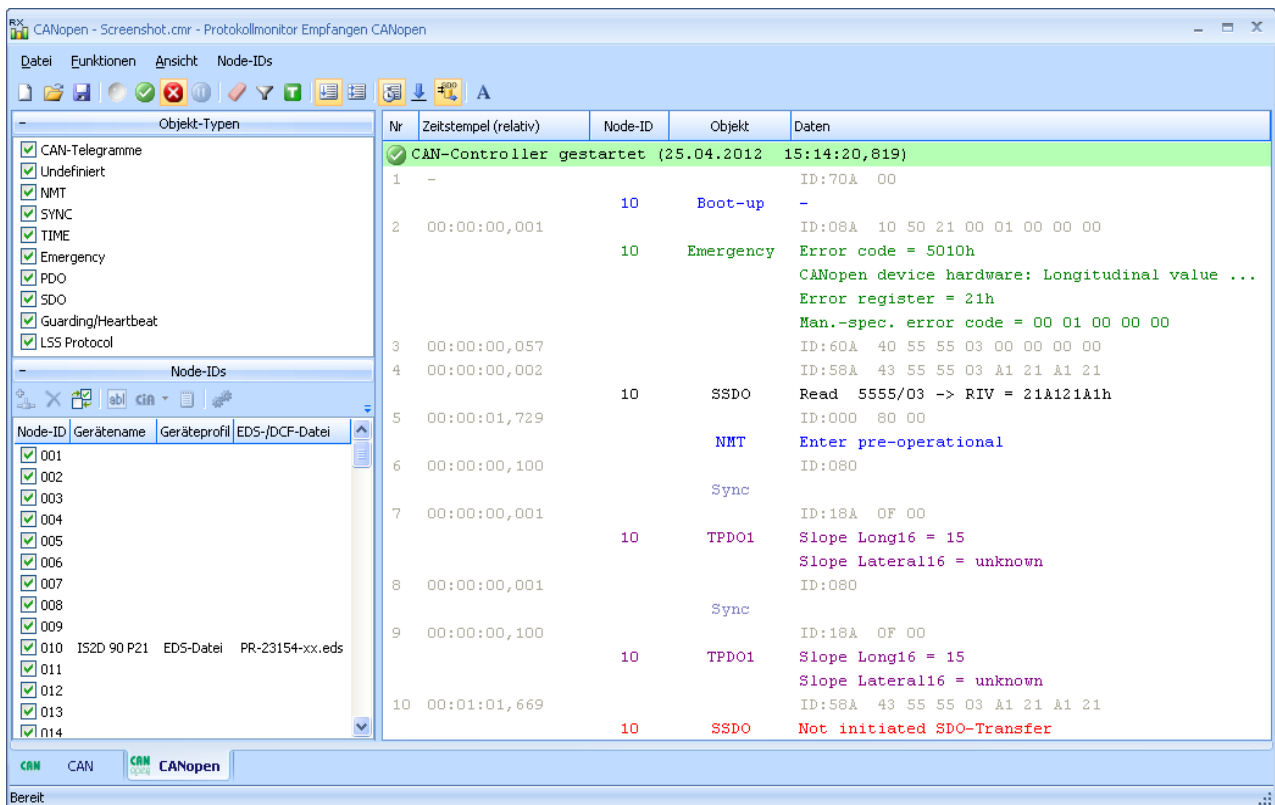 CANopen - Screenshot.cmr - Protokollmonitor Empfangen CANopen
Datei Funktionen Ansicht Node-IDs
Objekt-Typen
CAN-Telegramme
Undefiniert
NMT
SYNC
TIME
Emergency
PDO
SDO
Guarding/Heartbeat
LSS Protocol
Node-IDs
abl CiA
Node-ID Gerätename Geräteprofil EDS-/DCF-Datei
001
002
003
004
005
006
007
008
009
010 IS2D 90 P21 EDS-Datei PR-23154-xx.eds
011
012
013
014
Nr Zeitstempel (relativ) Node-ID Objekt Daten
CAN-Controller gestartet (25.04.2012 15:14:20,819)
1 - ID:70A 00
10 Boot-up -
2 00:00:00,001 ID:08A 10 50 21 00 01 00 00 00
10 Emergency Error code = 5010h
CANopen device hardware: Longitudinal value ...
Error register = 21h
Man.-spec. error code = 00 01 00 00 00
3 00:00:00,057 ID:60A 40 55 55 03 00 00 00 00
4 00:00:00,002 ID:58A 43 55 55 03 A1 21 A1 21
10 SSDO Read 5555/03 -> RIV = 21A121A1h
5 00:00:01,729 ID:000 80 00
NMT Enter pre-operational
6 00:00:00,100 ID:080
Sync
7 00:00:00,001 ID:18A 0F 00
10 TPDO1 Slope Long16 = 15
Slope Lateral16 = unknown
8 00:00:00,001 ID:080
Sync
9 00:00:00,100 ID:18A 0F 00
10 TPDO1 Slope Long16 = 15
Slope Lateral16 = unknown
10 00:01:01,669 ID:58A 43 55 55 03 A1 21 A1 21
10 SSDO Not initiated SDO-Transfer
CAN CAN CAN open CANopen
Bereit